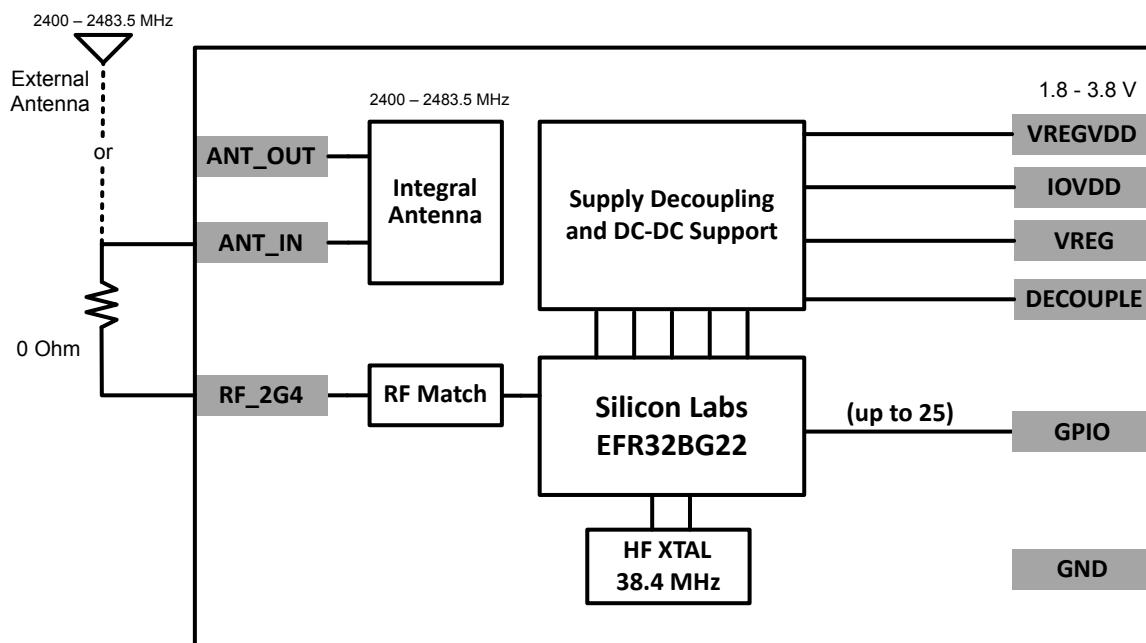 2400 – 2483.5 MHz
External
Antenna
or
0 Ohm
ANT_OUT
ANT_IN
RF_2G4
2400 – 2483.5 MHz
Integral
Antenna
RF Match
Supply Decoupling
and DC-DC Support
Silicon Labs
EFR32BG22
HF XTAL
38.4 MHz
(up to 25)
1.8 - 3.8 V
VREGVDD
IOVDD
VREG
DECOUPLE
GPIO
GND